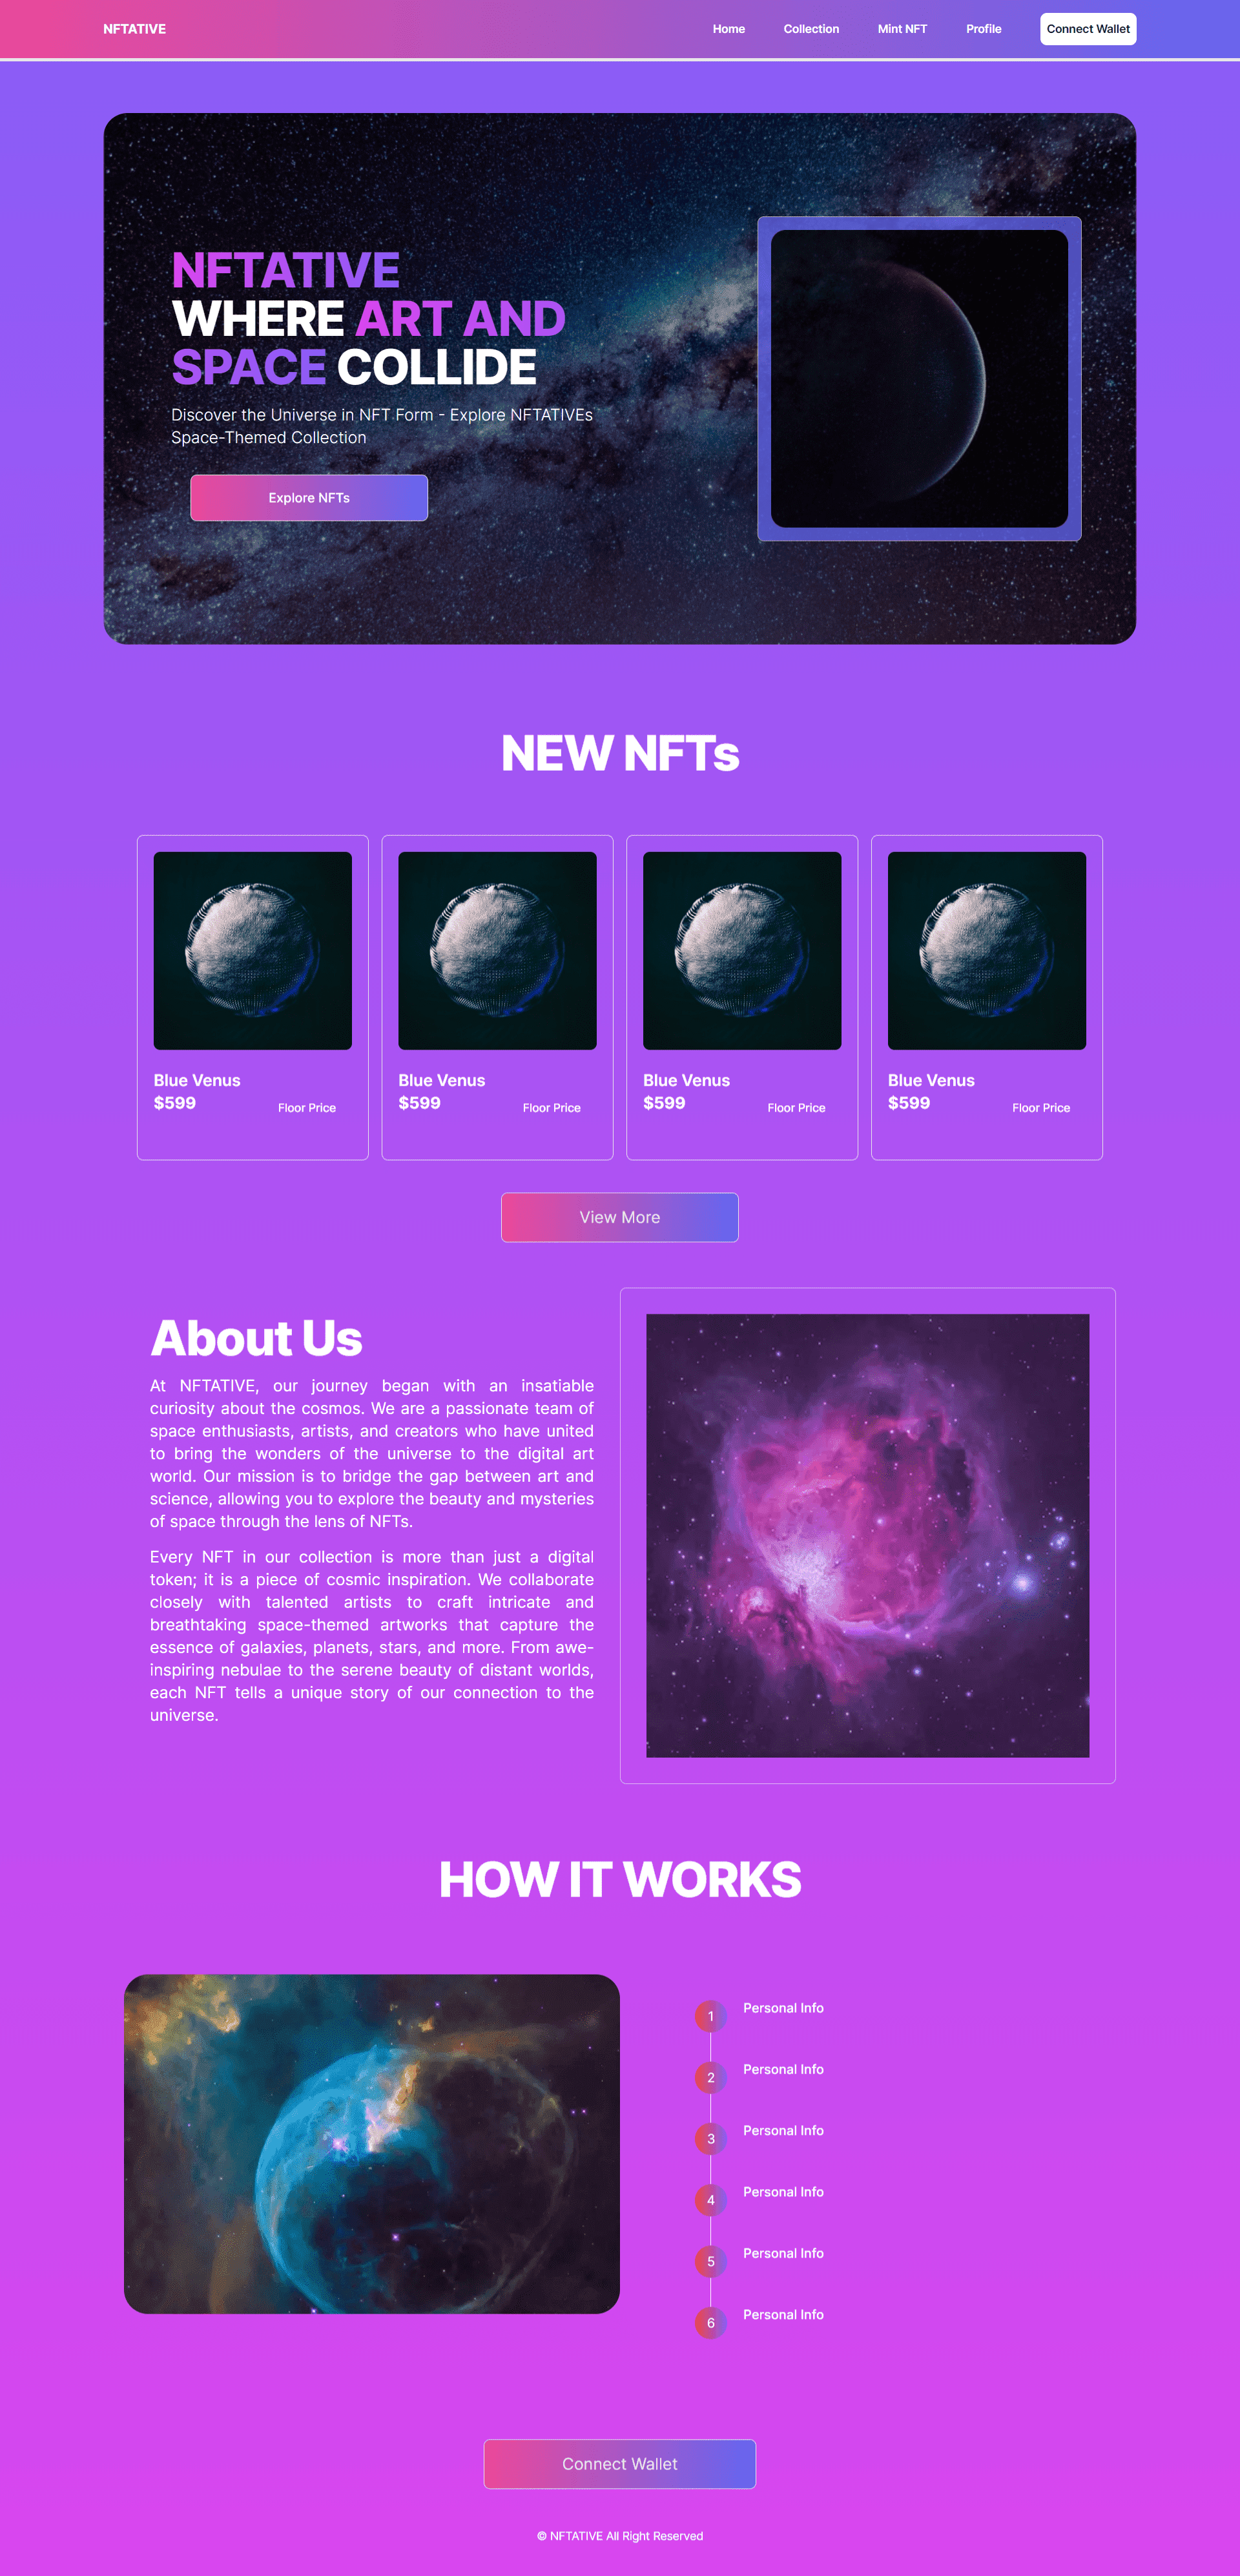 NFTATIVE
Home
Collection
Mint NFT
Profile
Connect Wallet
NFTATIVE
WHERE ART AND
SPACE COLLIDE
Discover the Universe in NFT Form - Explore NFTATIVEs
Space-Themed Collection
Explore NFTs
NEW NFTs
Blue Venus
$599
Floor Price
Blue Venus
$599
Floor Price
Blue Venus
$599
Floor Price
Blue Venus
$599
Floor Price
View More
About Us
At NFTATIVE, our journey began with an insatiable
curiosity about the cosmos. We are a passionate team of
space enthusiasts, artists, and creators who have united
to bring the wonders of the universe to the digital art
world. Our mission is to bridge the gap between art and
science, allowing you to explore the beauty and mysteries
of space through the lens of NFTs.
Every NFT in our collection is more than just a digital
token; it is a piece of cosmic inspiration. We collaborate
closely with talented artists to craft intricate and
breathtaking space-themed artworks that capture the
essence of galaxies, planets, stars, and more. From awe-
inspiring nebulae to the serene beauty of distant worlds,
each NFT tells a unique story of our connection to the
universe.
HOW IT WORKS
1
Personal Info
2
Personal Info
3
Personal Info
4
Personal Info
5
Personal Info
6
Personal Info
Connect Wallet
© NFTATIVE All Right Reserved